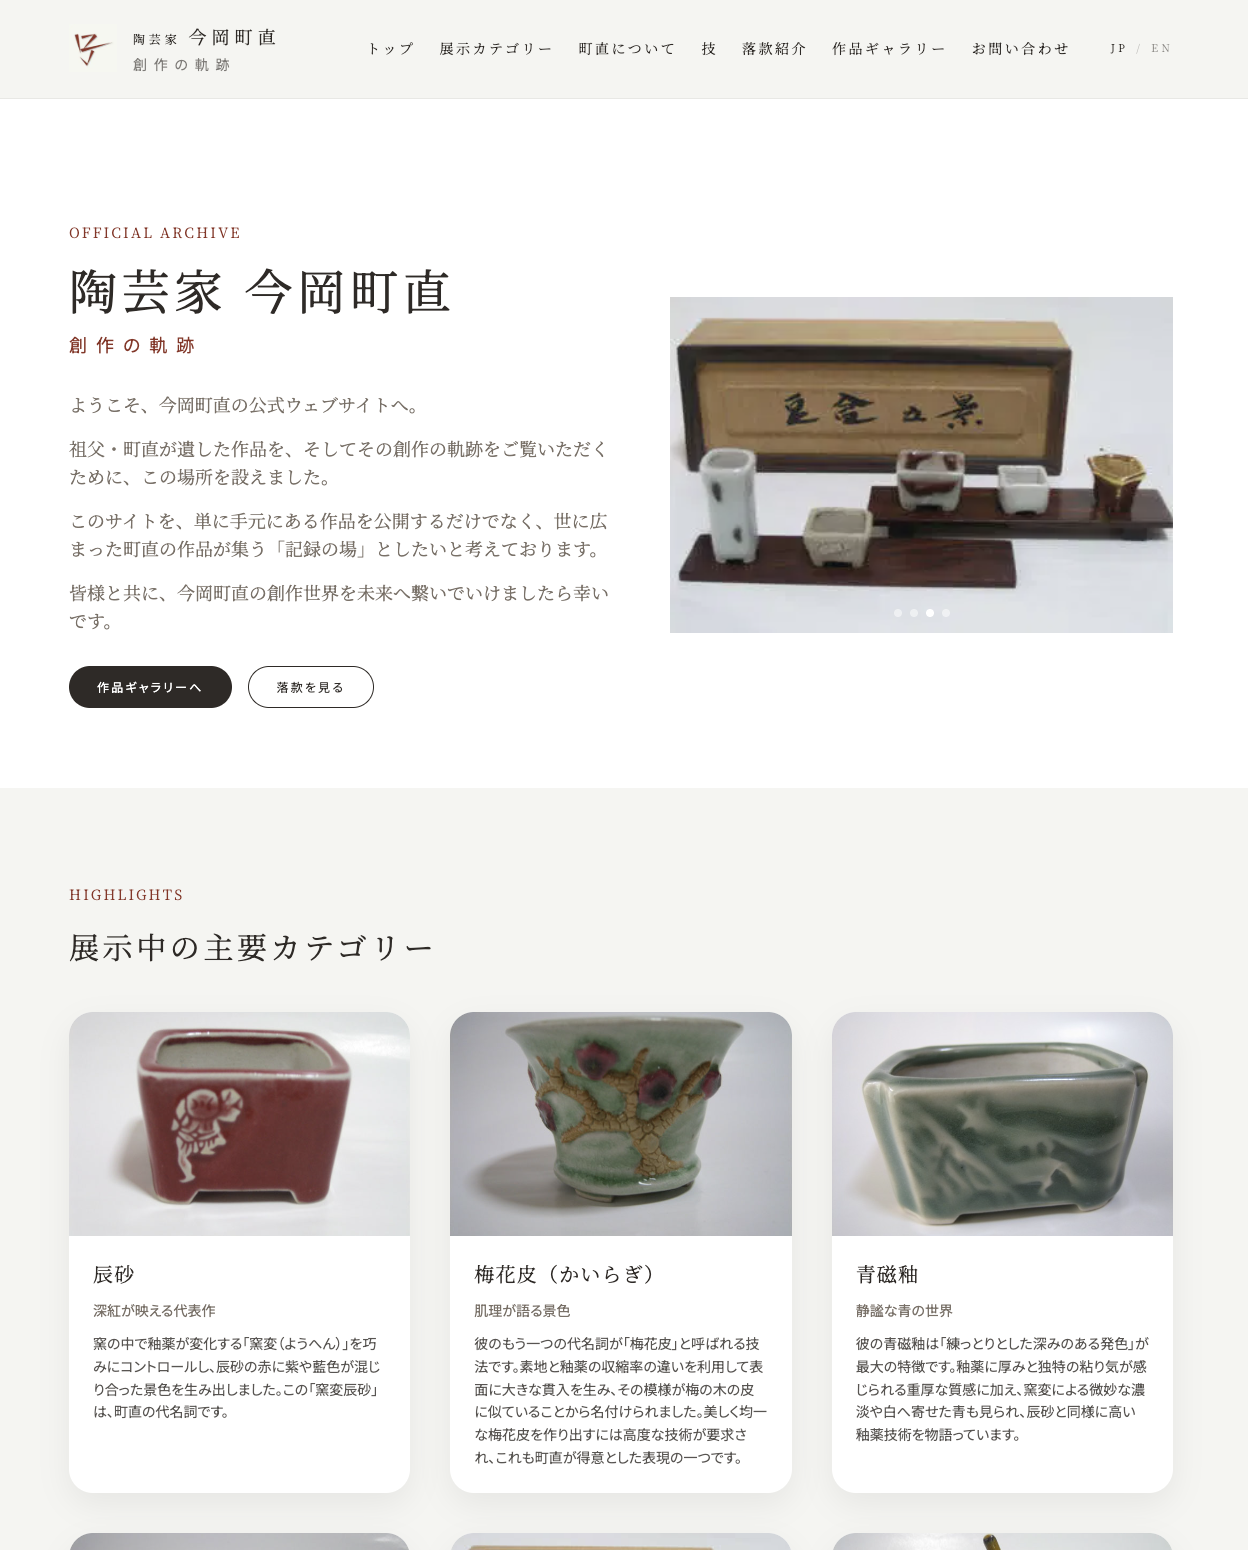 陶芸家 今岡町直
創作の軌跡
トップ 展示カテゴリー 町直について 技 落款紹介 作品ギャラリー お問い合わせ JP / EN
OFFICIAL ARCHIVE
陶芸家 今岡町直
創作の軌跡
ようこそ、今岡町直の公式ウェブサイトへ。
祖父・町直が遺した作品を、そしてその創作の軌跡をご覧いただく
ために、この場所を設えました。
このサイトを、単に手元にある作品を公開するだけでなく、世に広
まった町直の作品が集う「記録の場」としたいと考えております。
皆様と共に、今岡町直の創作世界を未来へ繋いでいけましたら幸い
です。
作品ギャラリーへ
落款を見る
HIGHLIGHTS
展示中の主要カテゴリー
辰砂
深紅が映える代表作
窯の中で釉薬が変化する「窯変(ようへん)」を巧
みにコントロールし、辰砂の赤に紫や藍色が混じ
り合った景色を生み出しました。この「窯変辰砂」
は、町直の代名詞です。
梅花皮（かいらぎ）
肌理が語る景色
彼のもう一つの代名詞が「梅花皮」と呼ばれる技
法です。素地と釉薬の収縮率の違いを利用して表
面に大きな貫入を生み、その模様が梅の木の皮
に似ていることから名付けられました。美しく均一
な梅花皮を作り出すには高度な技術が要求さ
れ、これも町直が得意とした表現の一つです。
青磁釉
静謐な青の世界
彼の青磁釉は「練っとりとした深みのある発色」が
最大の特徴です。釉薬に厚みと独特の粘り気が感
じられる重厚な質感に加え、窯変による微妙な濃
淡や白へ寄せた青も見られ、辰砂と同様に高い
釉薬技術を物語っています。